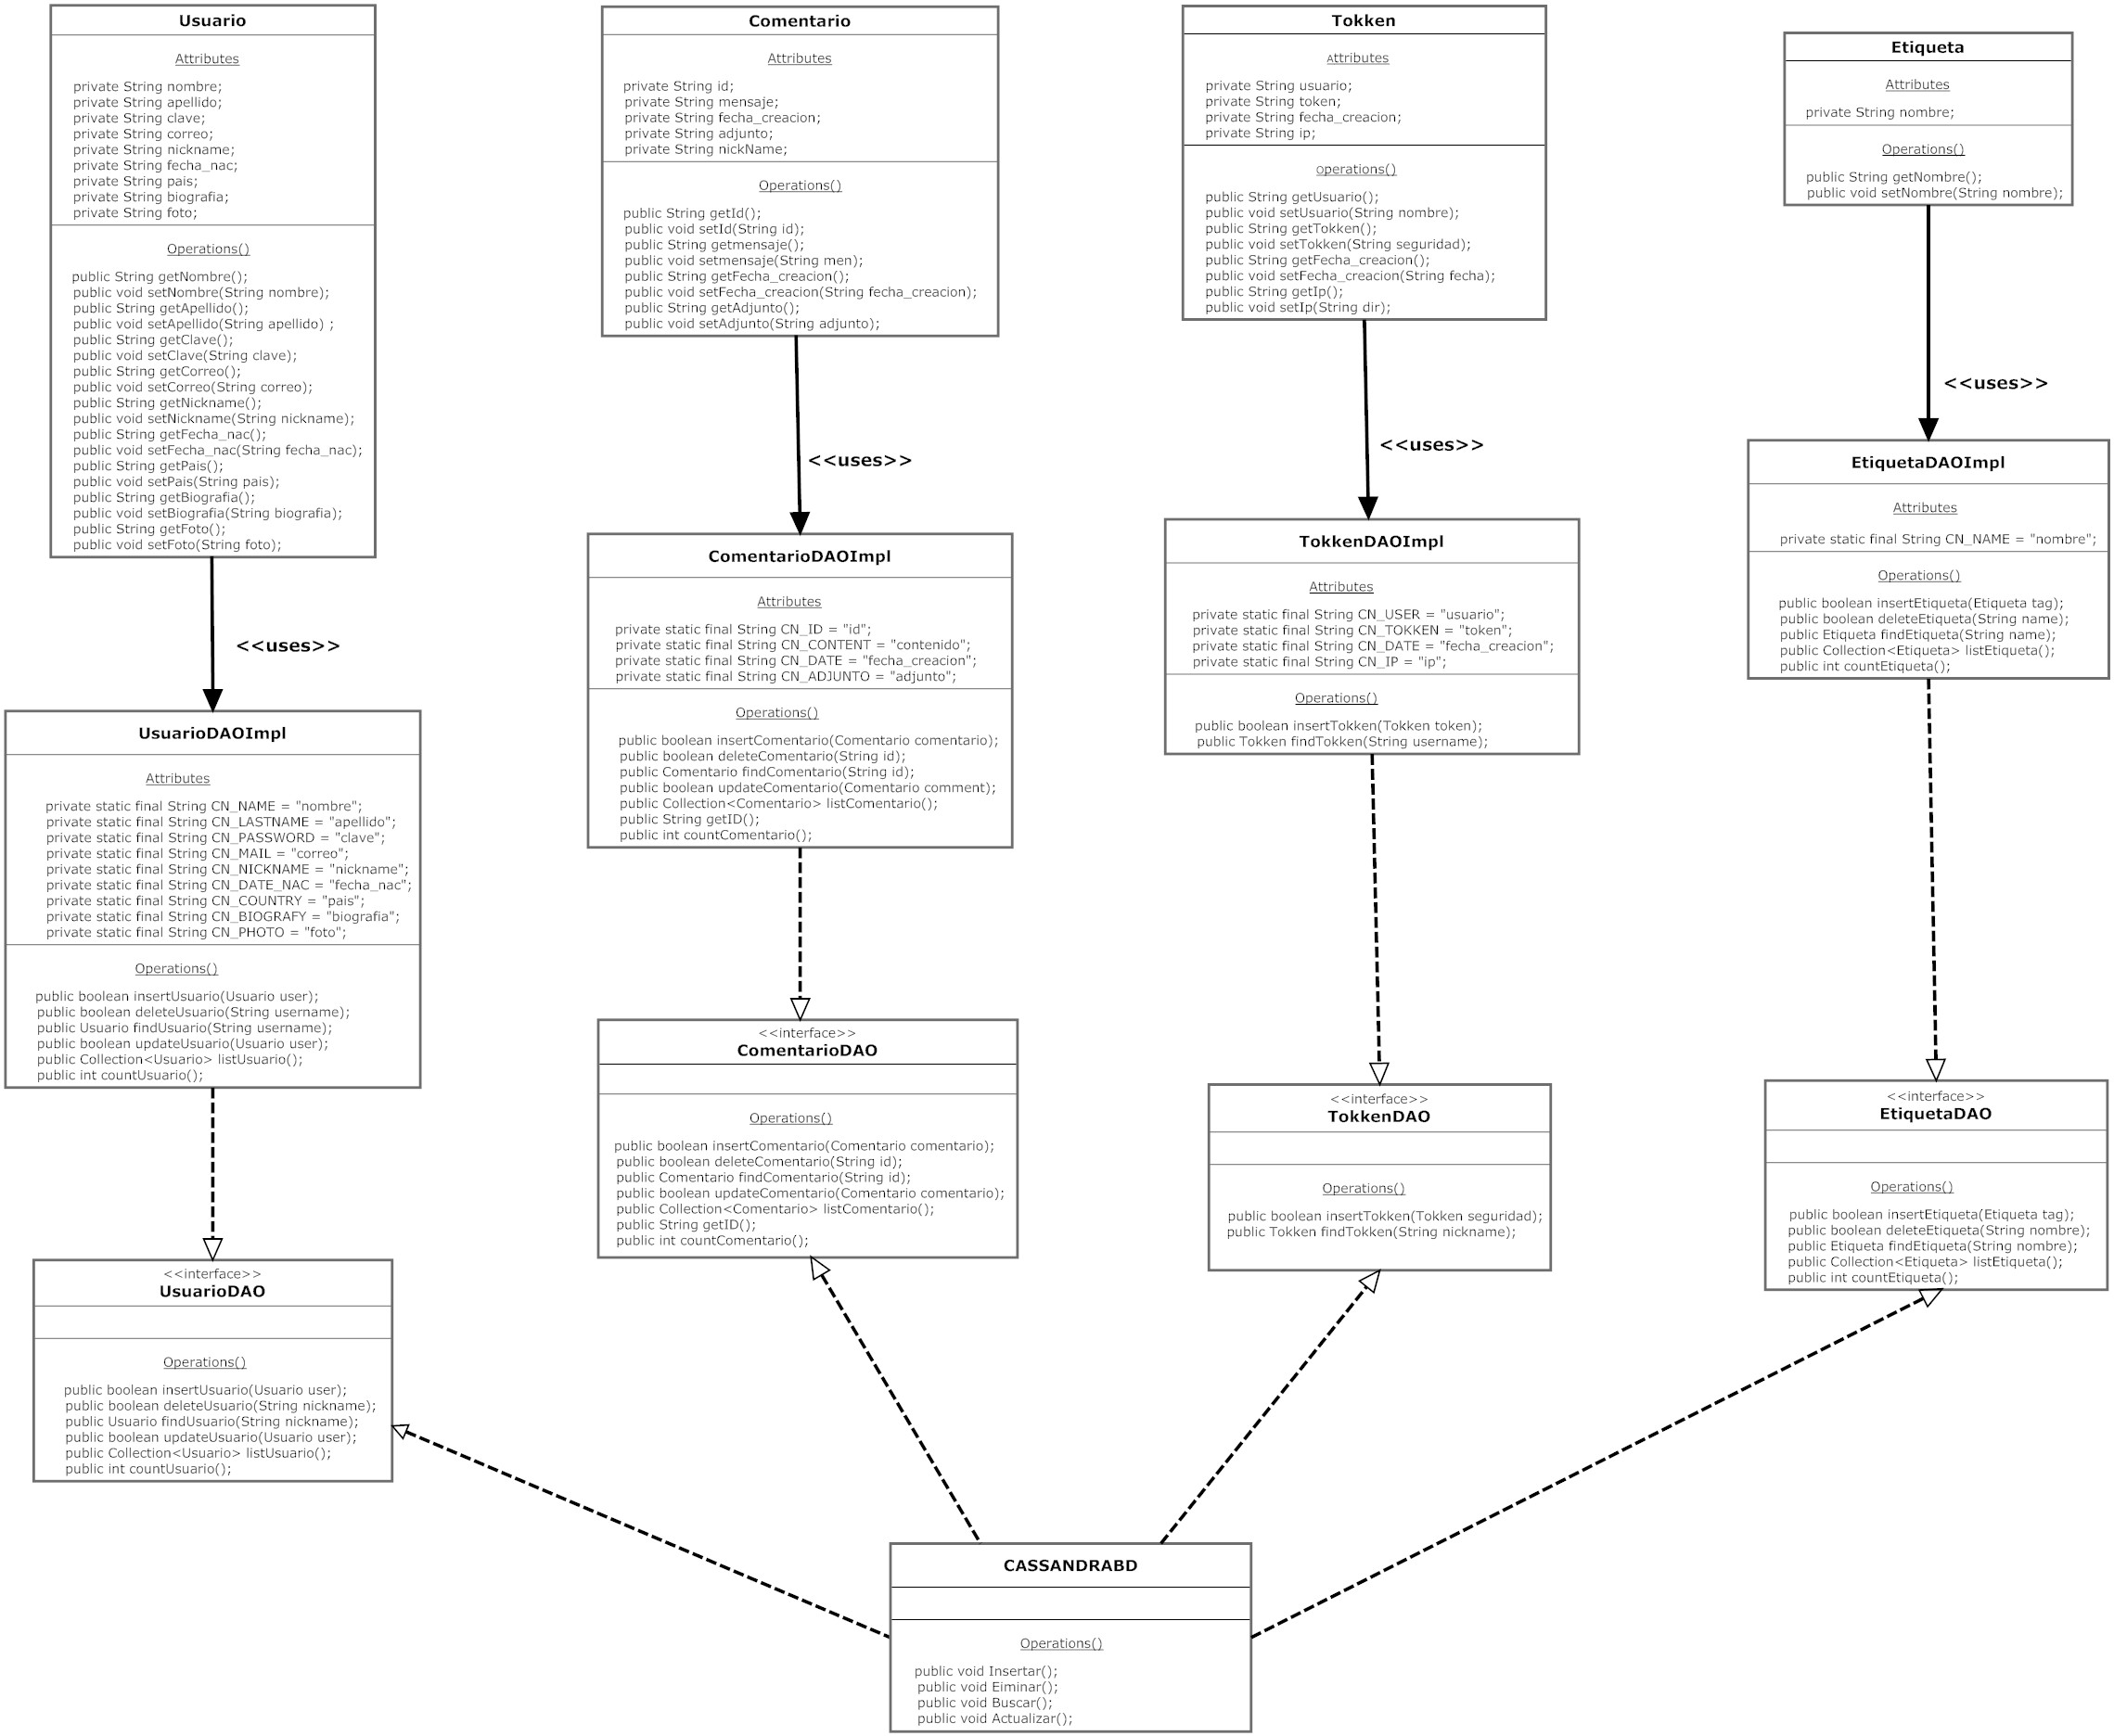 Usuario
Attributes
private String nombre;
private String apellido;
private String clave;
private String correo;
private String nickname;
private String fecha_nac;
private String pais;
private String biografia;
private String foto;
Operations()
public String getNombre();
public void setNombre(String nombre);
public String getApellido();
public void setApellido(String apellido) ;
public String getClave();
public void setClave(String clave);
public String getCorreo();
public void setCorreo(String correo);
public String getNickname();
public void setNickname(String nickname);
public String getFecha_nac();
public void setFecha_nac(String fecha_nac);
public String getPais();
public void setPais(String pais);
public String getBiografia();
public void setBiografia(String biografia);
public String getFoto();
public void setFoto(String foto);
Comentario
Attributes
private String id;
private String mensaje;
private String fecha_creacion;
private String adjunto;
private String nickName;
Operations()
public String getId();
public void setId(String id);
public String getmensaje();
public void setmensaje(String men);
public String getFecha_creacion();
public void setFecha_creacion(String fecha_creacion);
public String getAdjunto();
public void setAdjunto(String adjunto);
Tokken
Attributes
private String usuario;
private String token;
private String fecha_creacion;
private String ip;
Operations()
public String getUsuario();
public void setUsuario(String nombre);
public String getTokken();
public void setTokken(String seguridad);
public String getFecha_creacion();
public void setFecha_creacion(String fecha);
public String getIp();
public void setIp(String dir);
Etiqueta
Attributes
private String nombre;
Operations()
public String getNombre();
public void setNombre(String nombre);
<<uses>>
<<uses>>
<<uses>>
<<uses>>
UsuarioDAOImpl
Attributes
private static final String CN_NAME = "nombre";
private static final String CN_LASTNAME = "apellido";
private static final String CN_PASSWORD = "clave";
private static final String CN_MAIL = "correo";
private static final String CN_NICKNAME = "nickname";
private static final String CN_DATE_NAC = "fecha_nac";
private static final String CN_COUNTRY = "pais";
private static final String CN_BIOGRAFY = "biografia";
private static final String CN_PHOTO = "foto";
Operations()
public boolean insertUsuario(Usuario user);
public boolean deleteUsuario(String username);
public Usuario findUsuario(String username);
public boolean updateUsuario(Usuario user);
public Collection<Usuario> listUsuario();
public int countUsuario();
ComentarioDAOImpl
Attributes
private static final String CN_ID = "id";
private static final String CN_CONTENT = "contenido";
private static final String CN_DATE = "fecha_creacion";
private static final String CN_ADJUNTO = "adjunto";
Operations()
public boolean insertComentario(Comentario comentario);
public boolean deleteComentario(String id);
public Comentario findComentario(String id);
public boolean updateComentario(Comentario comment);
public Collection<Comentario> listComentario();
public String getID();
public int countComentario();
TokkenDAOImpl
Attributes
private static final String CN_USER = "usuario";
private static final String CN_TOKKEN = "token";
private static final String CN_DATE = "fecha_creacion";
private static final String CN_IP = "ip";
Operations()
public boolean insertTokken(Tokken token);
public Tokken findTokken(String username);
EtiquetaDAOImpl
Attributes
private static final String CN_NAME = "nombre";
Operations()
public boolean insertEtiqueta(Etiqueta tag);
public boolean deleteEtiqueta(String name);
public Etiqueta findEtiqueta(String name);
public Collection<Etiqueta> listEtiqueta();
public int countEtiqueta();
<<interface>>
UsuarioDAO
Operations()
public boolean insertUsuario(Usuario user);
public boolean deleteUsuario(String nickname);
public Usuario findUsuario(String nickname);
public boolean updateUsuario(Usuario user);
public Collection<Usuario> listUsuario();
public int countUsuario();
<<interface>>
ComentarioDAO
Operations()
public boolean insertComentario(Comentario comentario);
public boolean deleteComentario(String id);
public Comentario findComentario(String id);
public boolean updateComentario(Comentario comentario);
public Collection<Comentario> listComentario();
public String getID();
public int countComentario();
<<interface>>
TokkenDAO
Operations()
public boolean insertTokken(Tokken seguridad);
public Tokken findTokken(String nickname);
<<interface>>
EtiquetaDAO
Operations()
public boolean insertEtiqueta(Etiqueta tag);
public boolean deleteEtiqueta(String nombre);
public Etiqueta findEtiqueta(String nombre);
public Collection<Etiqueta> listEtiqueta();
public int countEtiqueta();
CASSANDRABD
Operations()
public void Insertar();
public void Eiminar();
public void Buscar();
public void Actualizar();